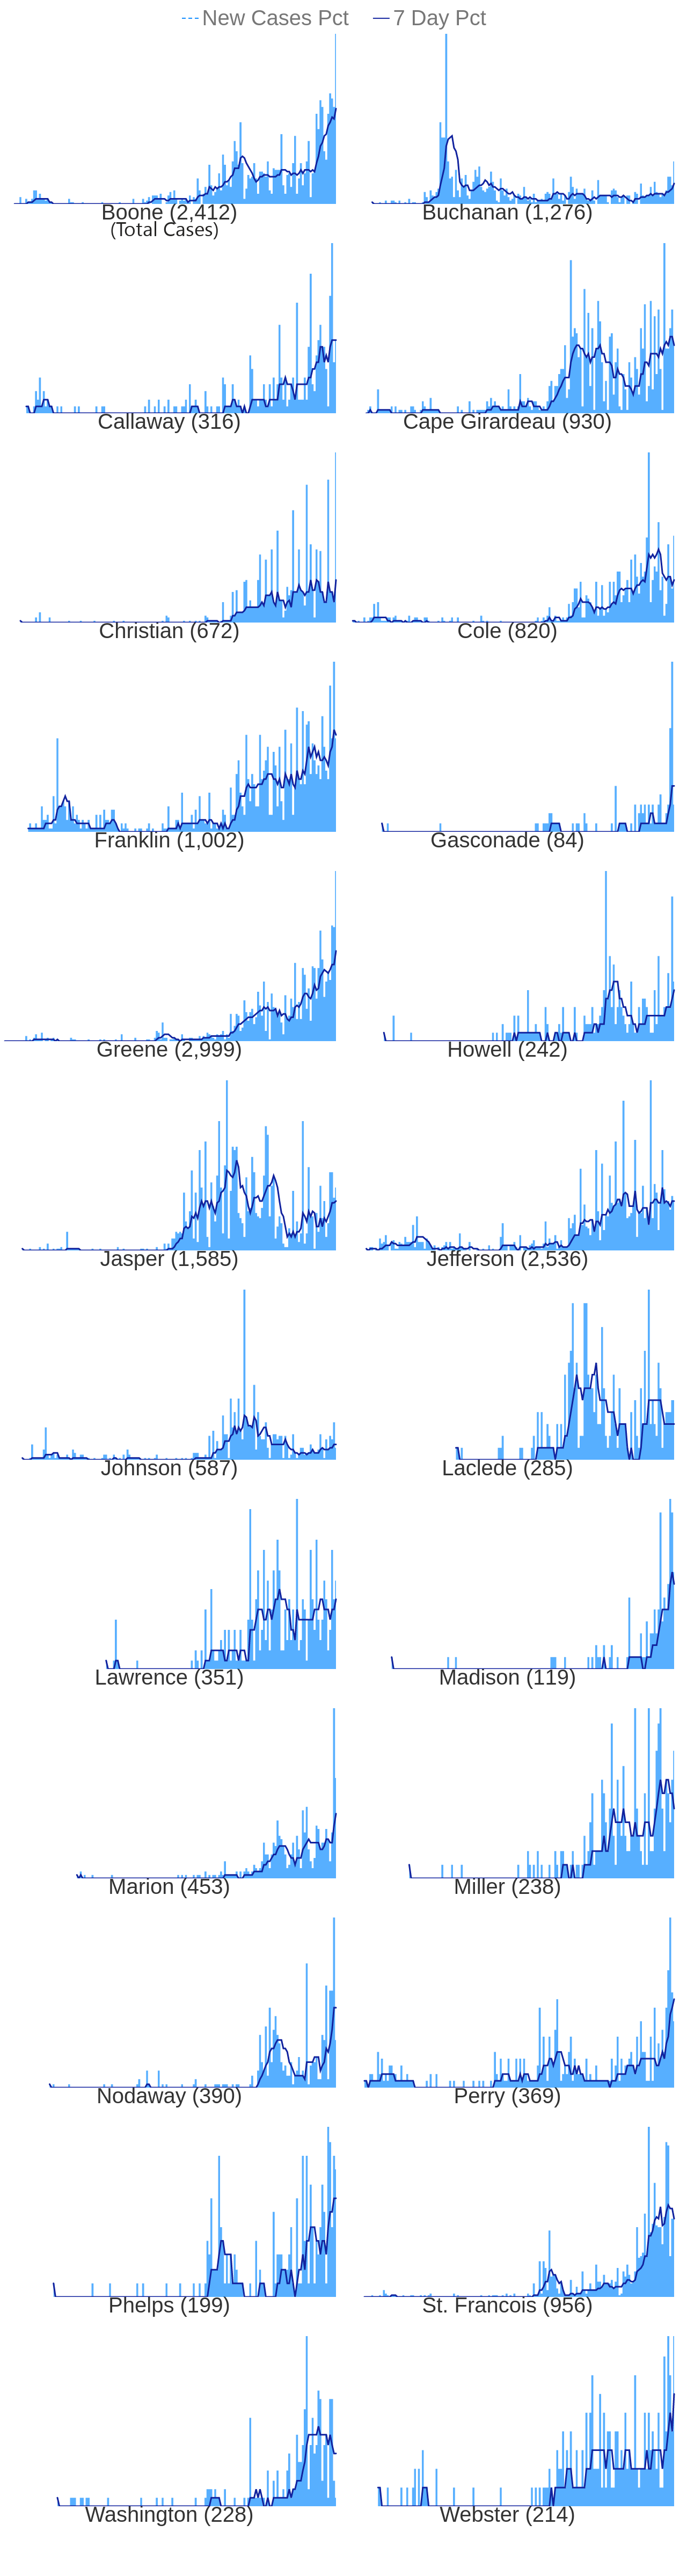 New Cases Pct 7 Day Pct
Boone (2,412) Buchanan (1,276)
(Total Cases)
Callaway (316) Cape Girardeau (930)
Christian (672) Cole (820)
Franklin (1,002) Gasconade (84)
Greene (2,999) Howell (242)
Jasper (1,585) Jefferson (2,536)
Johnson (587) Laclede (285)
Lawrence (351) Madison (119)
Marion (453) Miller (238)
Nodaway (390) Perry (369)
Phelps (199) St. Francois (956)
Washington (228) Webster (214)